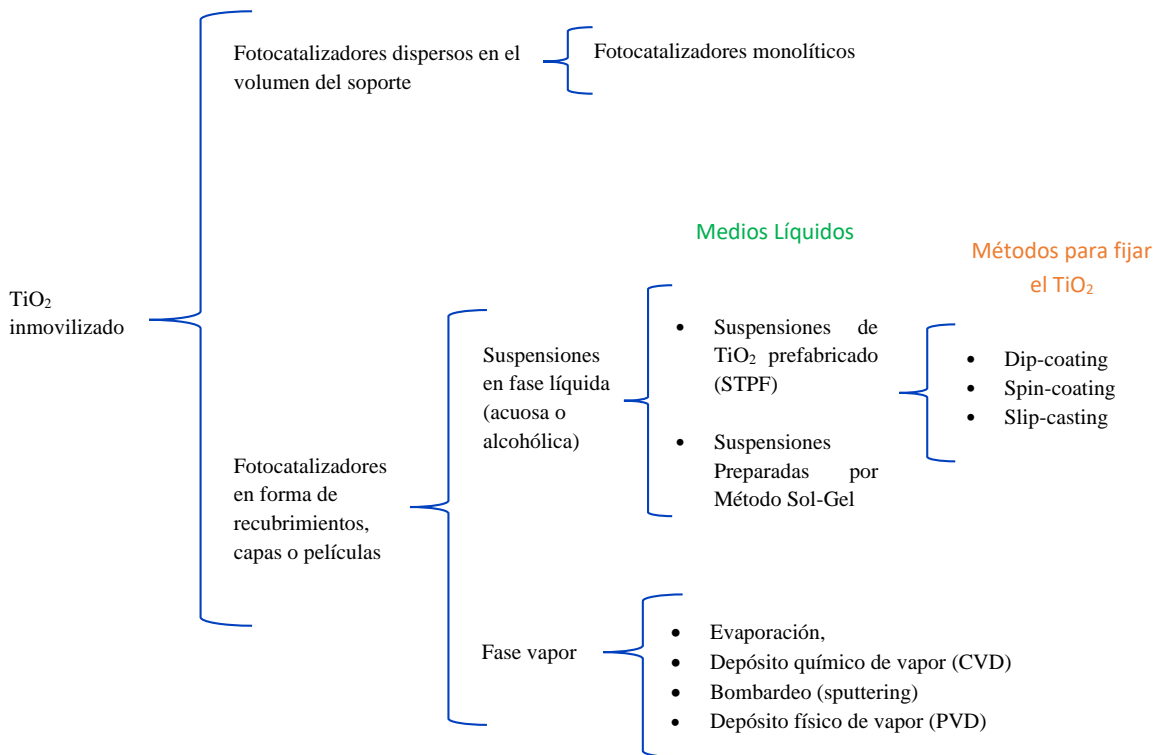 Fotocatalizadores dispersos en el
volumen del soporte
Fotocatalizadores monolíticos
Medios Líquidos
Métodos para fijar
el TiO₂
TiO₂
inmovilizado
Suspensiones
en fase líquida
(acuosa o
alcohólica)
• Suspensiones de
TiO₂ prefabricado
(STPF)
• Suspensiones
Preparadas por
Método Sol-Gel
• Dip-coating
• Spin-coating
• Slip-casting
Fotocatalizadores
en forma de
recubrimientos,
capas o películas
Fase vapor
• Evaporación,
• Depósito químico de vapor (CVD)
• Bombardeo (sputtering)
• Depósito físico de vapor (PVD)